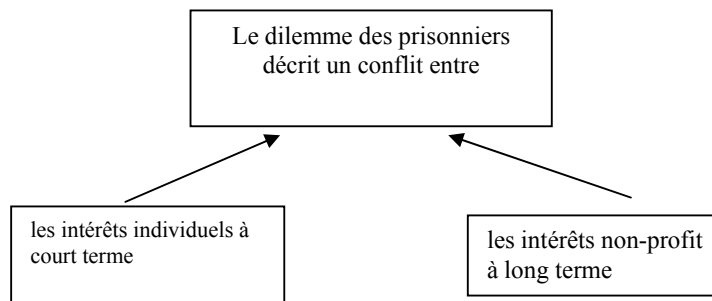 Le dilemme des prisonniers
décrit un conflit entre
les intérêts individuels à
court terme
les intérêts non-profit
à long terme